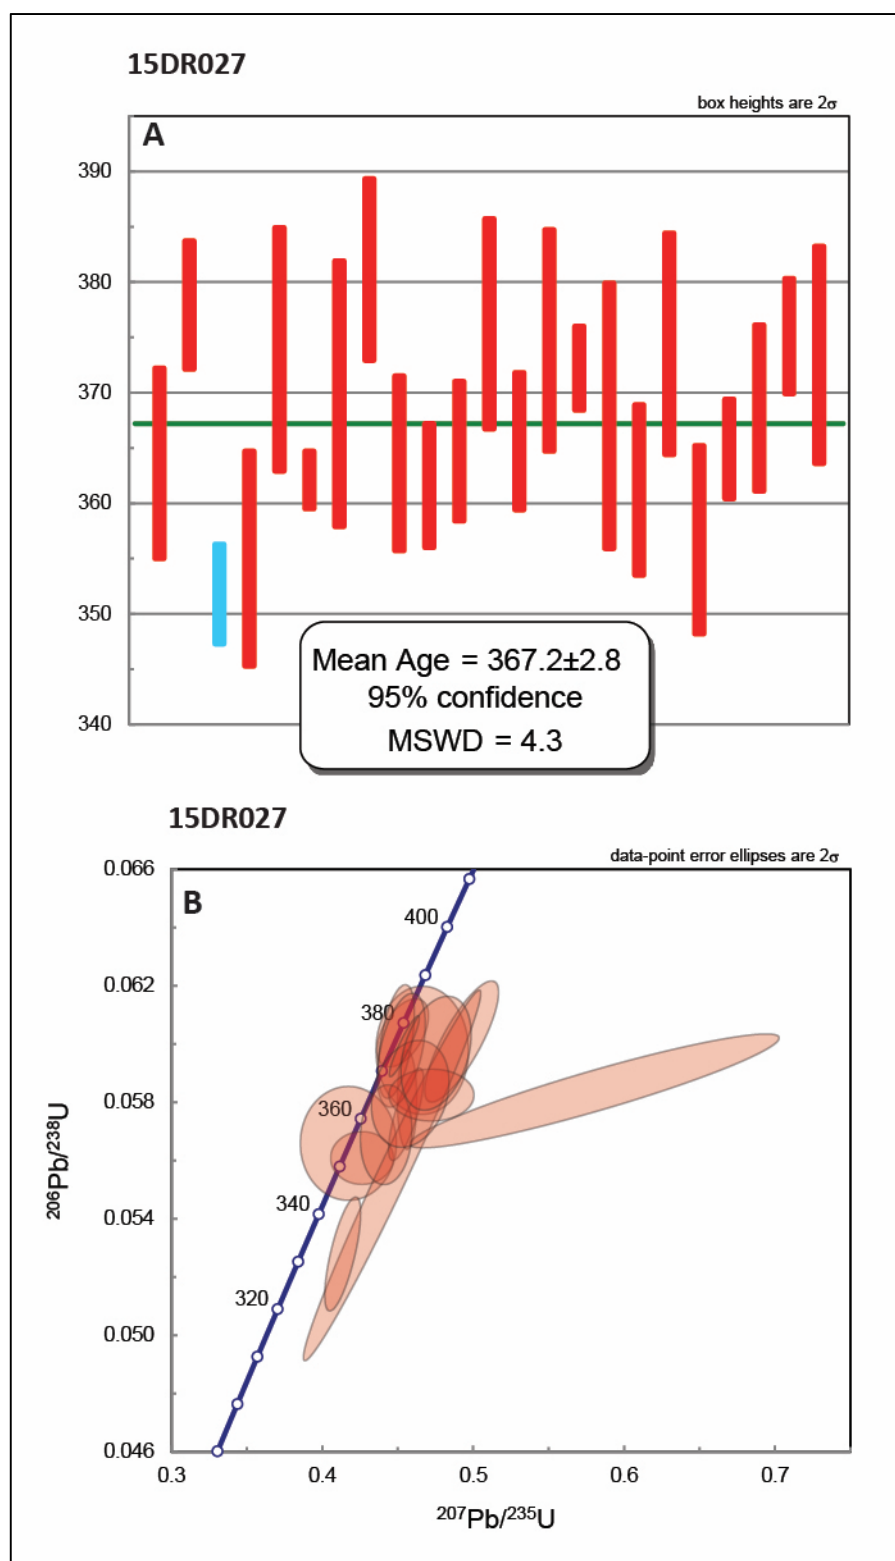 15DR027
box heights are 2σ
A
390
380
370
360
350
340
Mean Age = 367.2±2.8
95% confidence
MSWD = 4.3
15DR027
data-point error ellipses are 2σ
B
0.066
0.062
0.058
0.054
0.050
0.046
400
380
360
340
320
²⁰⁶Pb/²³⁸U
0.3 0.4 0.5 0.6 0.7
²⁰⁷Pb/²³⁵U